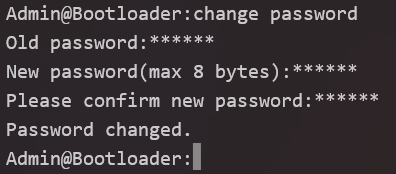 Admin@Bootloader:change password
Old password:******
New password(max 8 bytes):******
Please confirm new password:******
Password changed.
Admin@Bootloader: